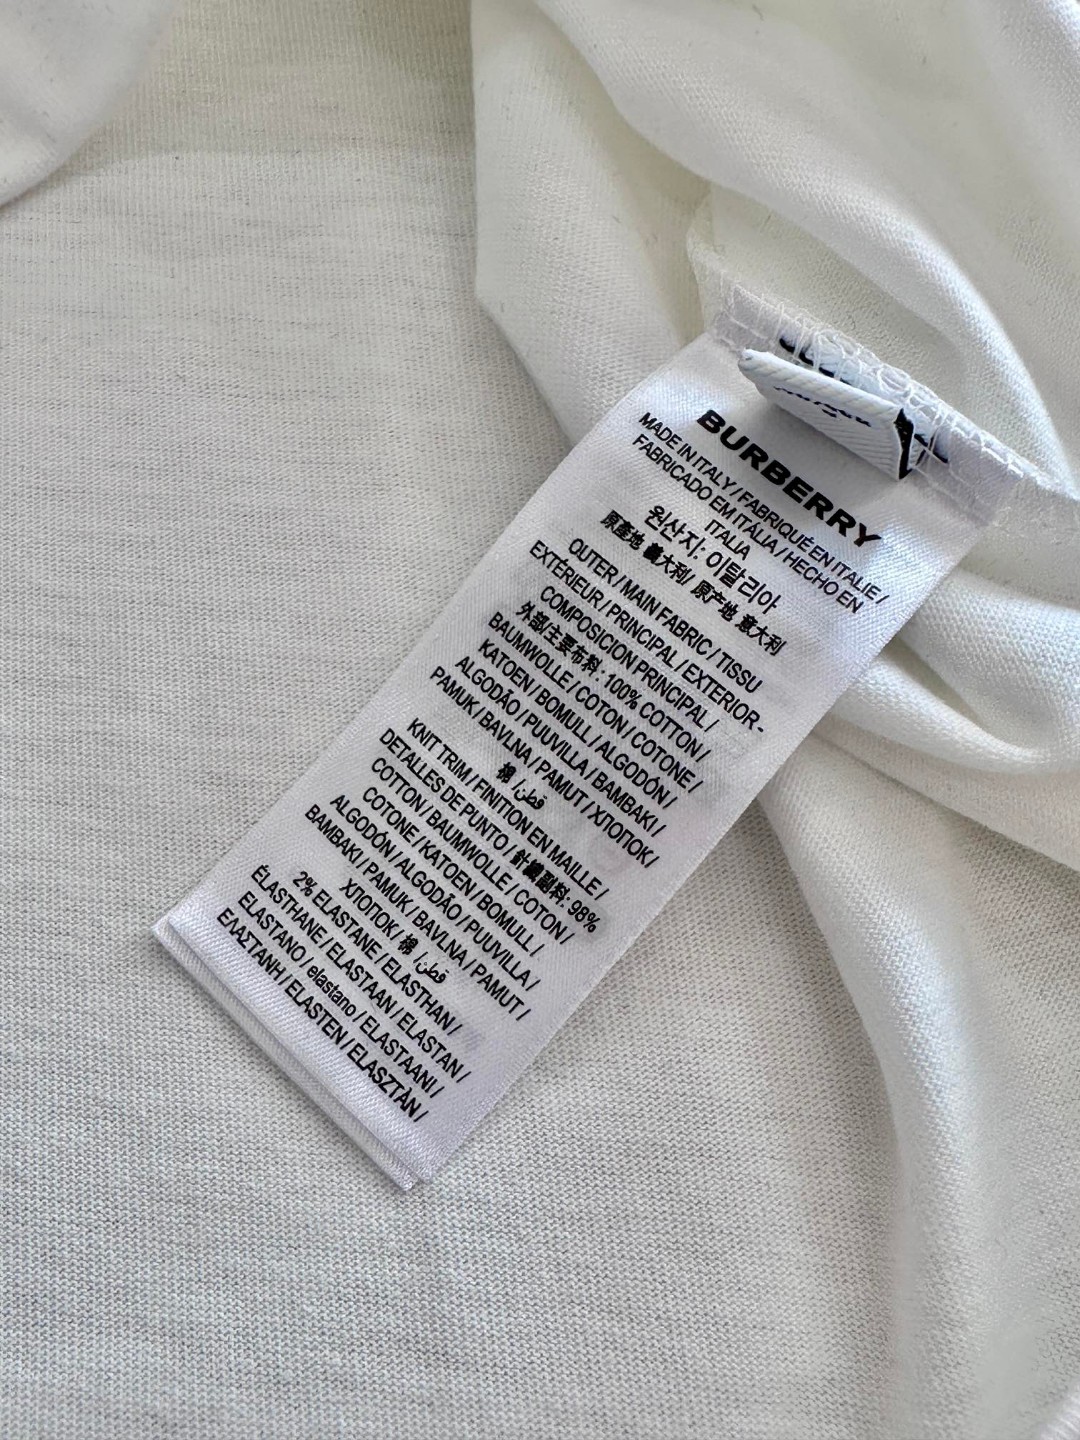 BURBERRY
MADE IN ITALY / FABRIQUÉ EN ITALIE /
FABRICADO EM ITÁLIA / HECHO EN
ITALIA
원산지: 이탈리아
原產地 義大利/ 原产地 意大利
OUTER / MAIN FABRIC / TISSU
EXTÉRIEUR / PRINCIPAL / EXTERIOR-
COMPOSICION PRINCIPAL /
外部主要布料: 100% COTTON /
BAUMWOLLE / COTON / COTONE /
KATOEN / BOMULL / ALGODÓN /
ALGODÃO / PUUVILLA / BAMBAKI /
PAMUK / BAVLNA / PAMUT / ХЛОПОК /
棉 /قطن/
KNIT TRIM / FINITION EN MAILLE /
DETALLES DE PUNTO / 針織副料: 98%
COTTON / BAUMWOLLE / COTON /
COTONE / KATOEN / BOMULL /
ALGODÓN / ALGODÃO / PUUVILLA /
BAMBAKI / PAMUK / BAVLNA / PAMUT /
ХЛОПОК / 棉 /قطن/
2% ELASTANE / ELASTHAN /
ÉLASTHANE / ELASTAAN / ELASTAN /
ELASTANO / elastano / ELASTAANI /
ΕΛΑΣΤΑΝΗ / ELASTEN / ELASZTÀN /